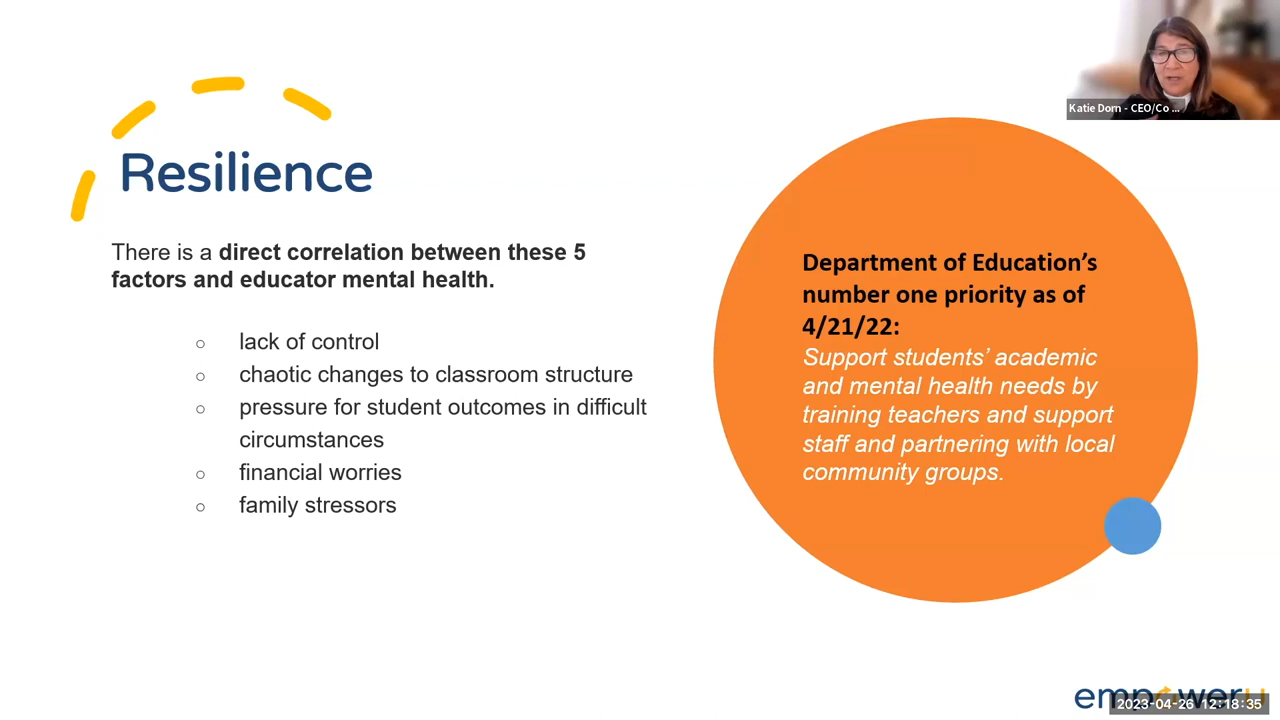 Katie Dorn - CEO/Co ...
Resilience
There is a direct correlation between these 5
factors and educator mental health.
○ lack of control
○ chaotic changes to classroom structure
○ pressure for student outcomes in difficult
circumstances
○ financial worries
○ family stressors
Department of Education’s
number one priority as of
4/21/22:
Support students’ academic
and mental health needs by
training teachers and support
staff and partnering with local
community groups.
empoweru
2023-04-26 12:18:35